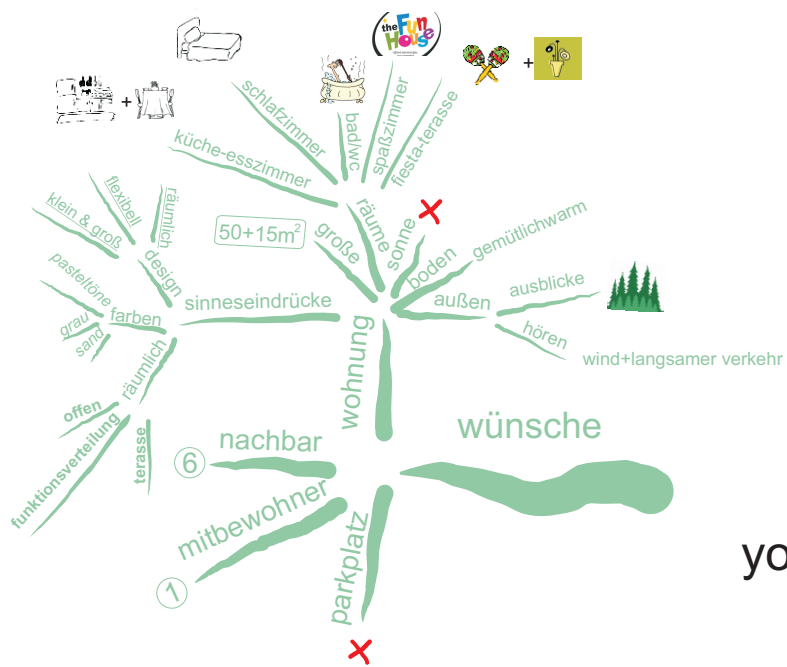 the Fun House
+
+
schlafzimmer
bad/wc
spaßzimmer
fiesta-terasse
küche-esszimmer
flexibell
räumlich
klein & groß
50+15m²
große
räume
sonne
boden
gemütlichwarm
design
pasteltöne
sinneseindrücke
außen
ausblicke
farben
grau
sand
hören
wind+langsamer verkehr
räumlich
wohnung
offen
funktionsverteilung
terasse
wünsche
nachbar
6
mitbewohner
1
parkplatz
yo